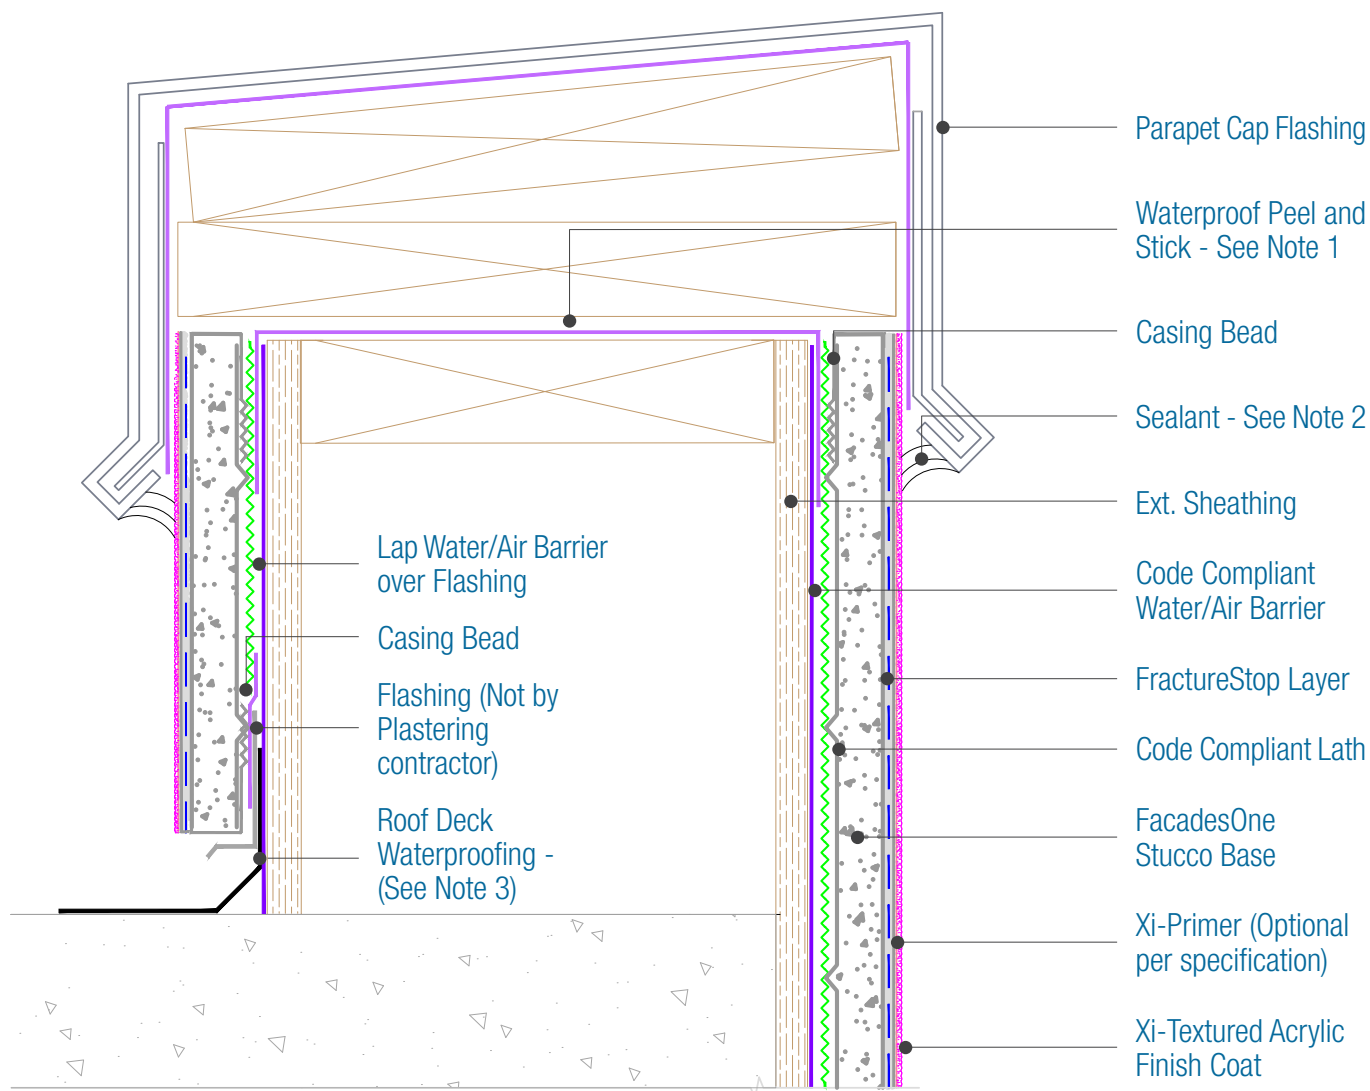 Parapet Cap Flashing
Waterproof Peel and
Stick - See Note 1
Casing Bead
Sealant - See Note 2
Ext. Sheathing
Code Compliant
Water/Air Barrier
FractureStop Layer
Code Compliant Lath
FacadesOne
Stucco Base
Xi-Primer (Optional
per specification)
Xi-Textured Acrylic
Finish Coat
Lap Water/Air Barrier
over Flashing
Casing Bead
Flashing (Not by
Plastering
contractor)
Roof Deck
Waterproofing -
(See Note 3)